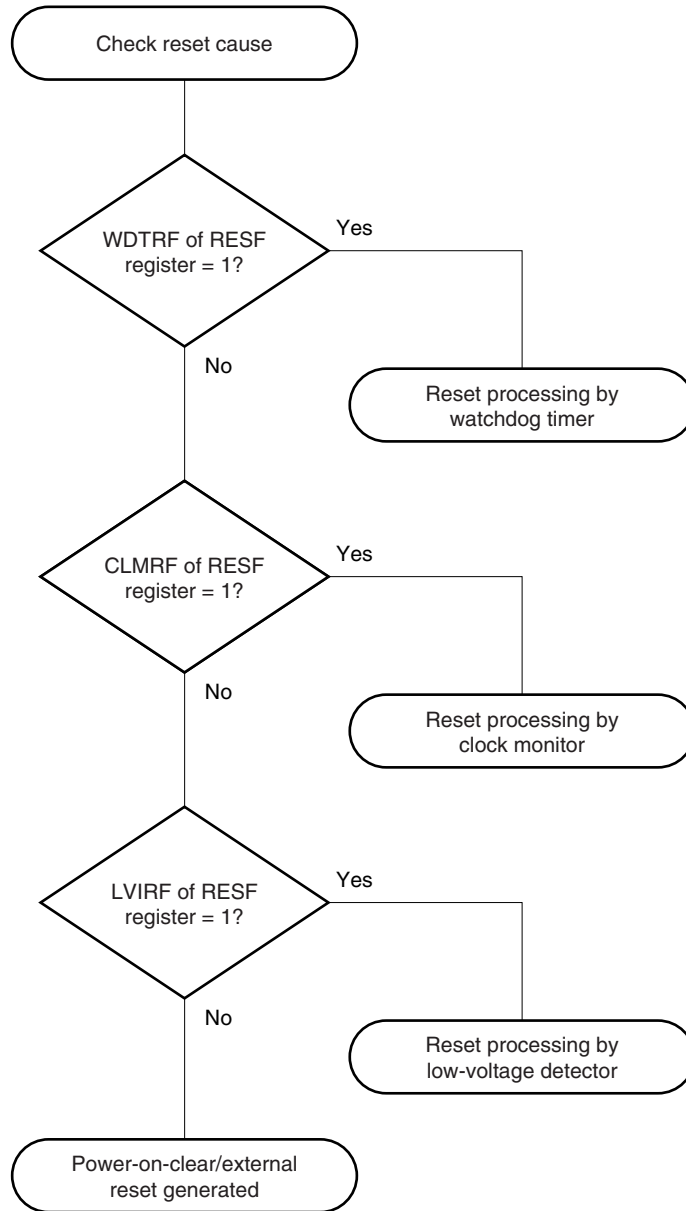 Check reset cause
WDTRF of RESF
register = 1?
Yes
No
Reset processing by
watchdog timer
CLMRF of RESF
register = 1?
Yes
No
Reset processing by
clock monitor
LVIRF of RESF
register = 1?
Yes
No
Reset processing by
low-voltage detector
Power-on-clear/external
reset generated